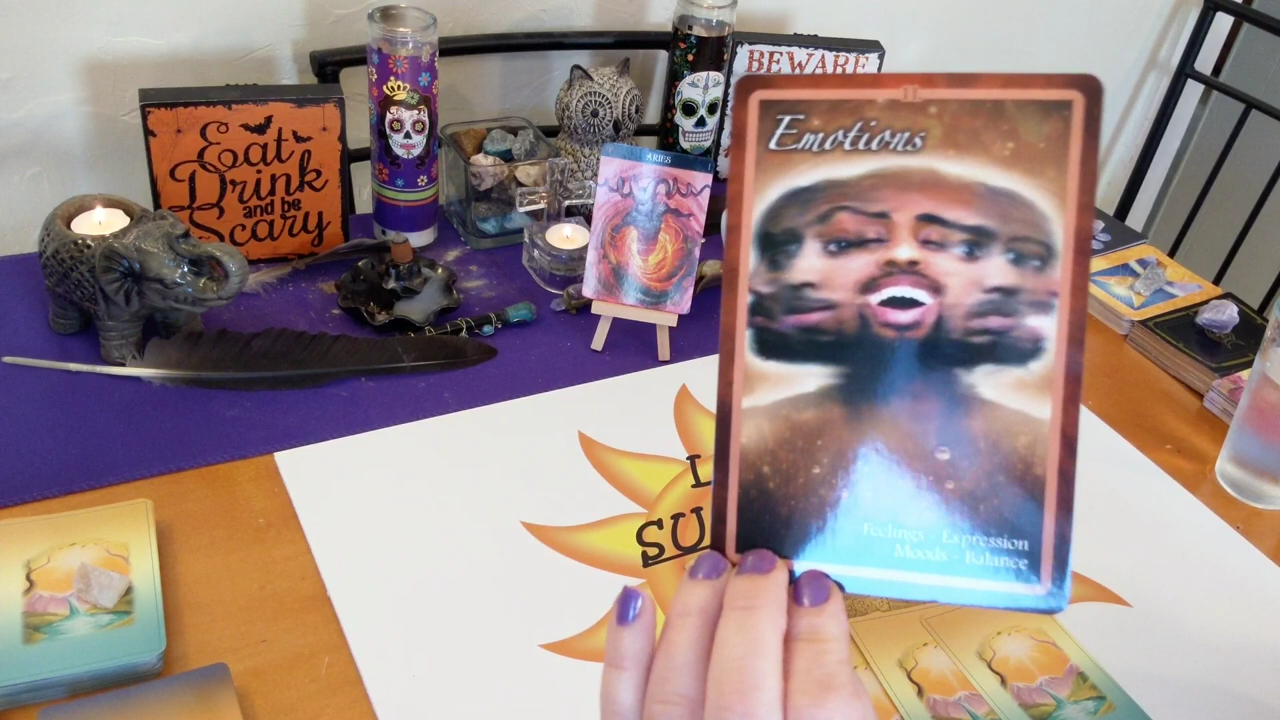 Eat
Drink
and be
Scary
BEWARE
ARIES
Emotions
Feelings - Expression
Moods - Balance
SU